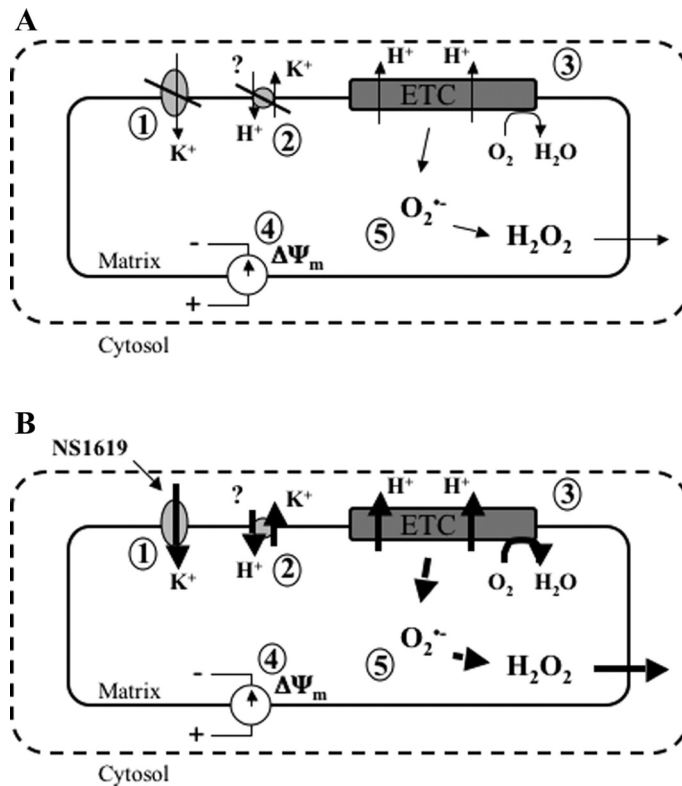 A
?
K⁺
H⁺
H⁺
③
ETC
①
K⁺
H⁺
②
O₂
H₂O
O₂•-
⑤
H₂O₂
④
-
ΔΨₘ
Matrix
+
Cytosol
B
NS1619
?
K⁺
H⁺
H⁺
③
ETC
①
K⁺
H⁺
②
O₂
H₂O
O₂•-
⑤
H₂O₂
④
-
ΔΨₘ
Matrix
+
Cytosol